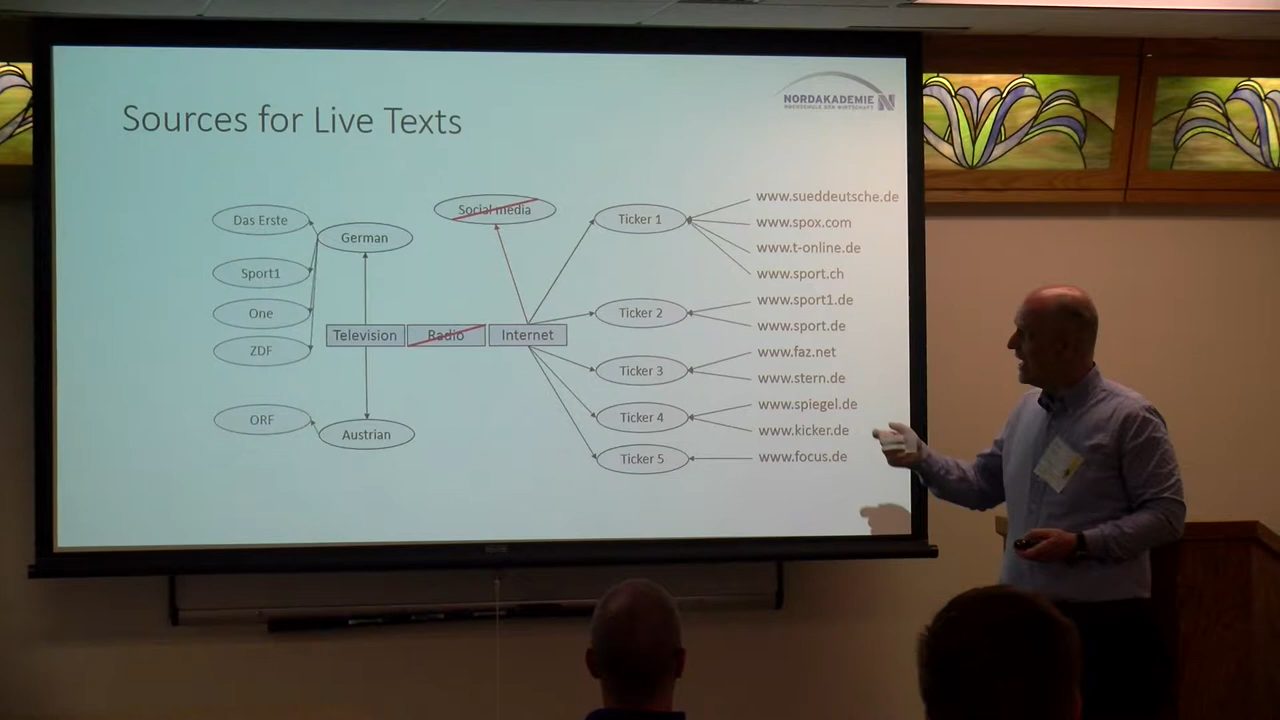 NORDAKADEMIE
HOCHSCHULE DER WIRTSCHAFT
Sources for Live Texts
Das Erste
Sport1
One
ZDF
ORF
German
Austrian
Television
Radio
Internet
Social media
Ticker 1
Ticker 2
Ticker 3
Ticker 4
Ticker 5
www.sueddeutsche.de
www.spox.com
www.t-online.de
www.sport.ch
www.sport1.de
www.sport.de
www.faz.net
www.stern.de
www.spiegel.de
www.kicker.de
www.focus.de